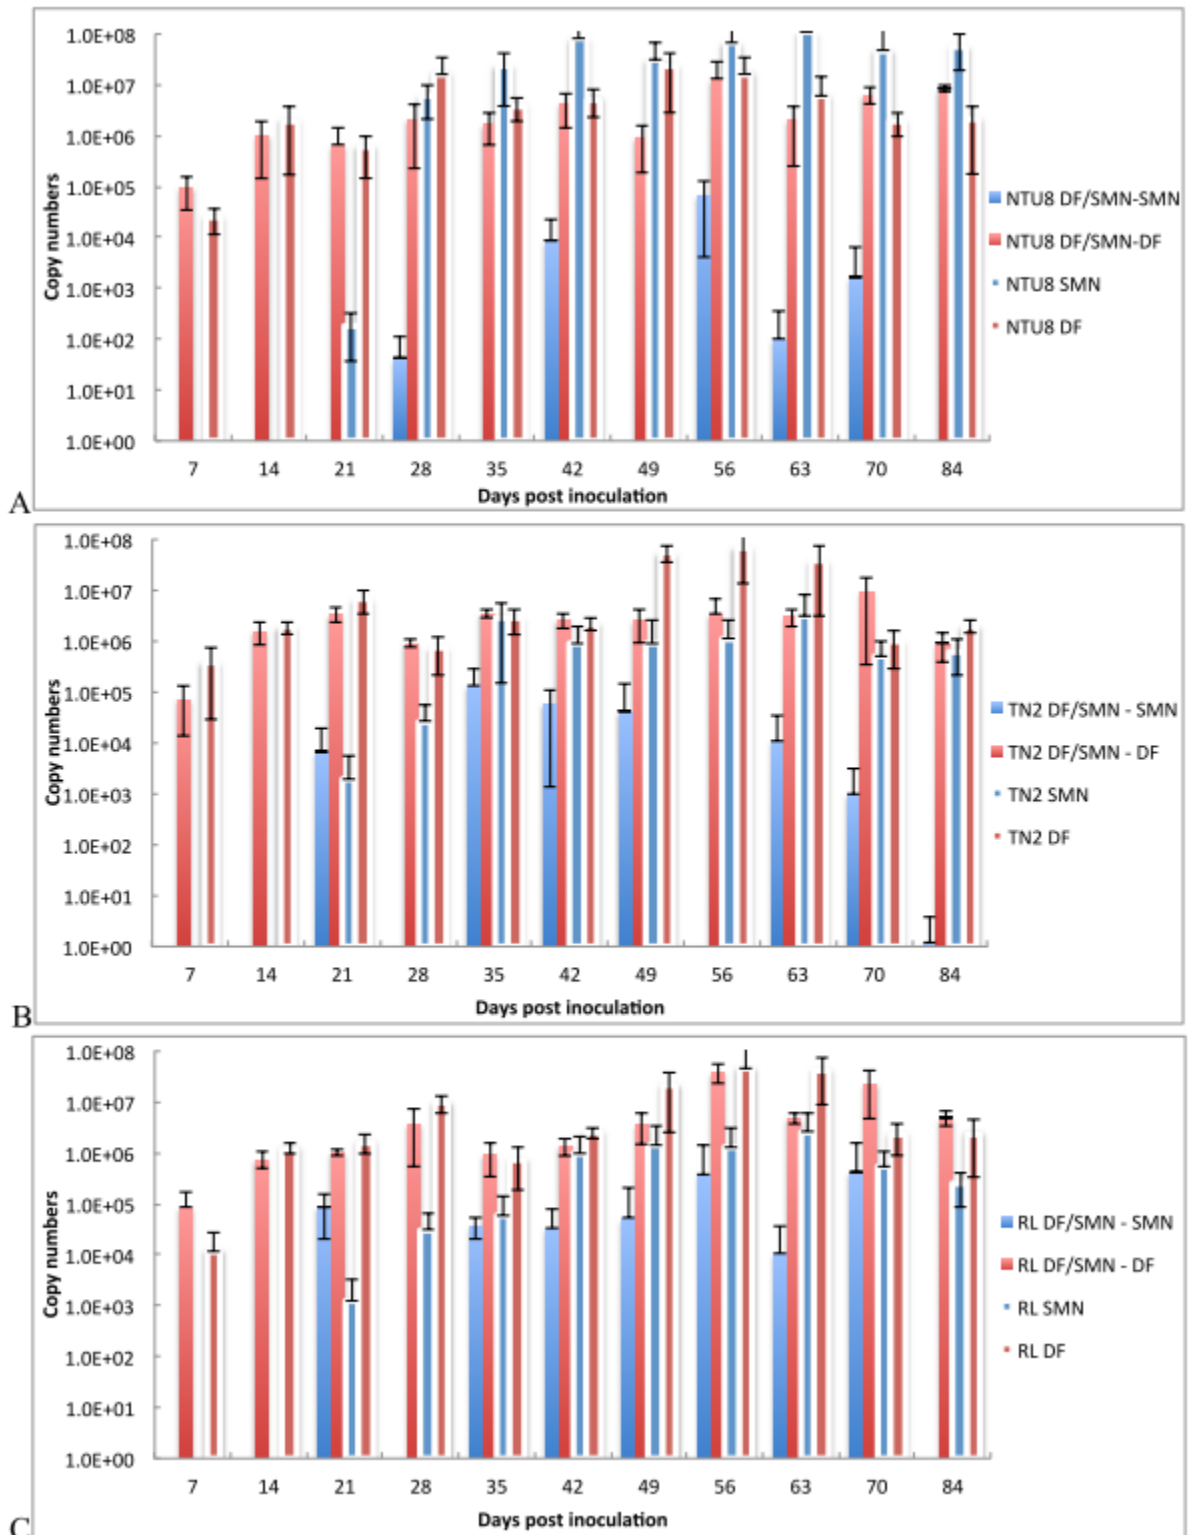 1.0E+08
1.0E+07
1.0E+06
1.0E+05
1.0E+04
1.0E+03
1.0E+02
1.0E+01
1.0E+00
Copy numbers
7 14 21 28 35 42 49 56 63 70 84
Days post inoculation
NTU8 DF/SMN-SMN
NTU8 DF/SMN-DF
NTU8 SMN
NTU8 DF
A
1.0E+08
1.0E+07
1.0E+06
1.0E+05
1.0E+04
1.0E+03
1.0E+02
1.0E+01
1.0E+00
Copy numbers
7 14 21 28 35 42 49 56 63 70 84
Days post inoculation
TN2 DF/SMN - SMN
TN2 DF/SMN - DF
TN2 SMN
TN2 DF
B
1.0E+08
1.0E+07
1.0E+06
1.0E+05
1.0E+04
1.0E+03
1.0E+02
1.0E+01
1.0E+00
Copy numbers
7 14 21 28 35 42 49 56 63 70 84
Days post inoculation
RL DF/SMN - SMN
RL DF/SMN - DF
RL SMN
RL DF
C